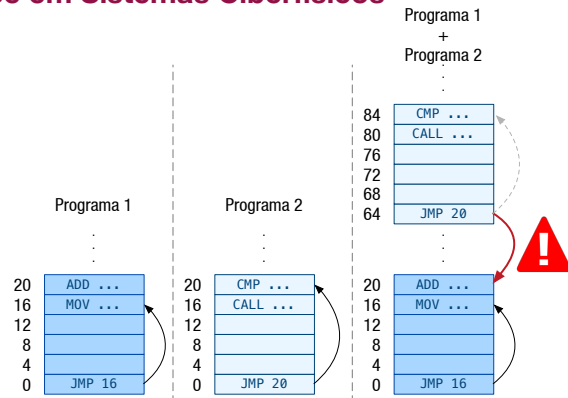 Programa 1
+
Programa 2
.
.
.
84 CMP ...
80 CALL ...
76
72
68
64 JMP 20
Programa 1
.
.
.
20 ADD ...
16 MOV ...
12
8
4
0 JMP 16
Programa 2
.
.
.
20 CMP ...
16 CALL ...
12
8
4
0 JMP 20
.
.
.
20 ADD ...
16 MOV ...
12
8
4
0 JMP 16
!